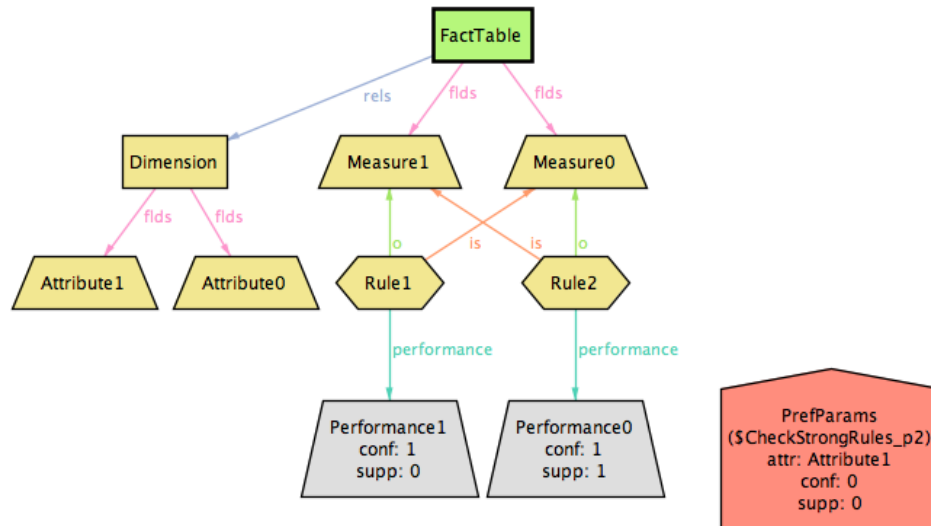 FactTable
rels
flds
flds
Dimension
Measure1
Measure0
flds
flds
o
is
is
o
Attribute1
Attribute0
Rule1
Rule2
performance
performance
Performance1
conf: 1
supp: 0
Performance0
conf: 1
supp: 1
PrefParams
($CheckStrongRules_p2)
attr: Attribute1
conf: 0
supp: 0